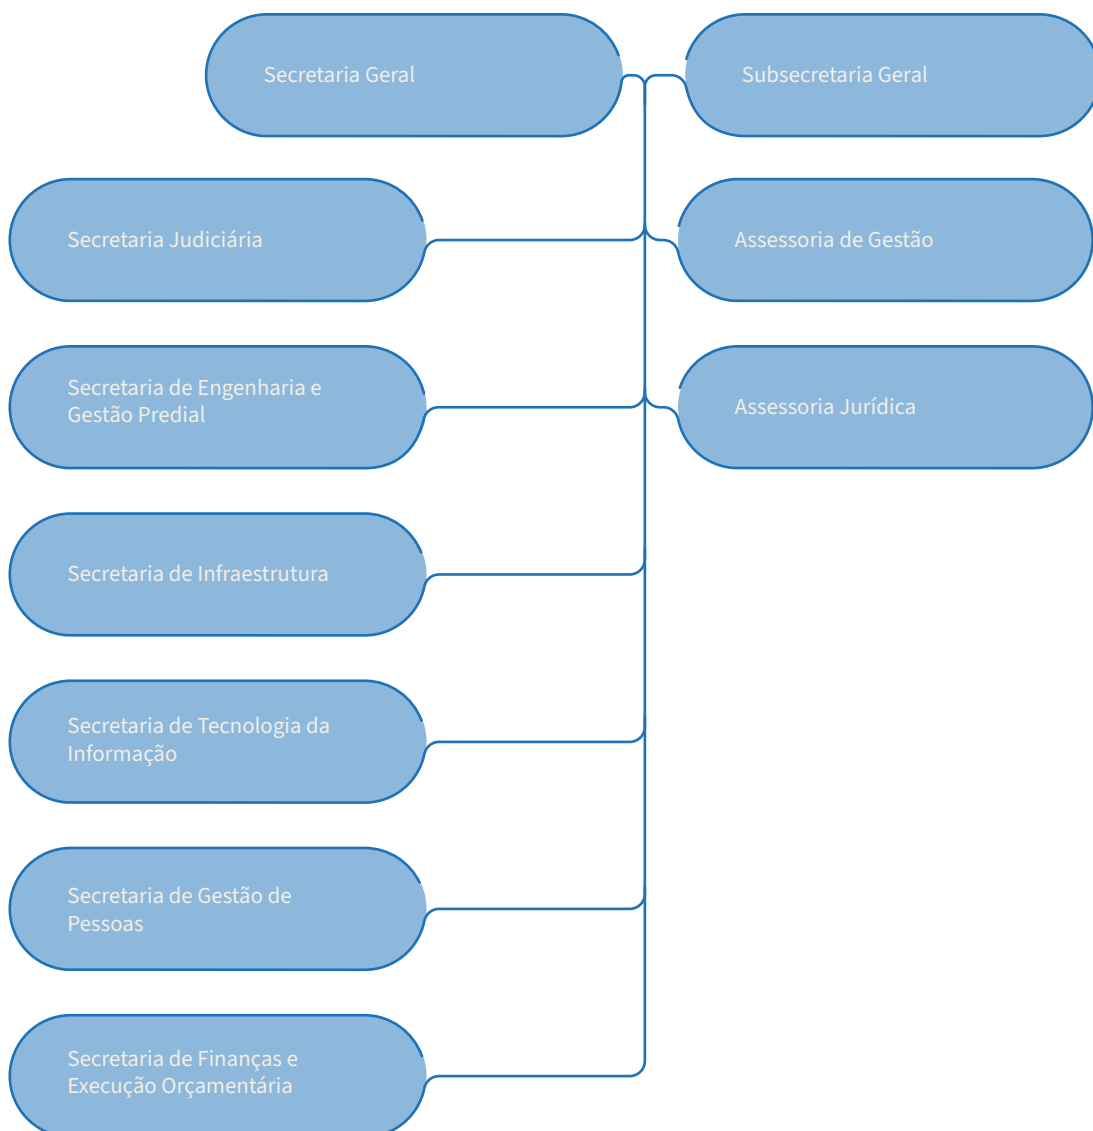 Secretaria Geral
Subsecretaria Geral
Secretaria Judiciária
Assessoria de Gestão
Secretaria de Engenharia e
Gestão Predial
Assessoria Jurídica
Secretaria de Infraestrutura
Secretaria de Tecnologia da
Informação
Secretaria de Gestão de
Pessoas
Secretaria de Finanças e
Execução Orçamentária